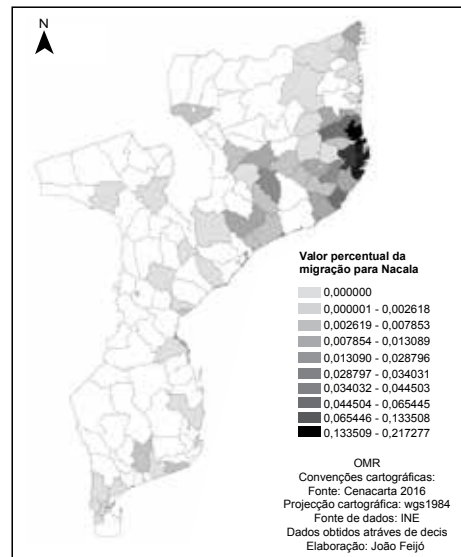 N
Valor percentual da
migração para Nacala
0,000000
0,000001 - 0,002618
0,002619 - 0,007853
0,007854 - 0,013089
0,013090 - 0,028796
0,028797 - 0,034031
0,034032 - 0,044503
0,044504 - 0,065445
0,065446 - 0,133508
0,133509 - 0,217277
OMR
Convenções cartográficas:
Fonte: Cenacarta 2016
Projecção cartográfica: wgs1984
Fonte de dados: INE
Dados obtidos atráves de decis
Elaboração: João Feijó